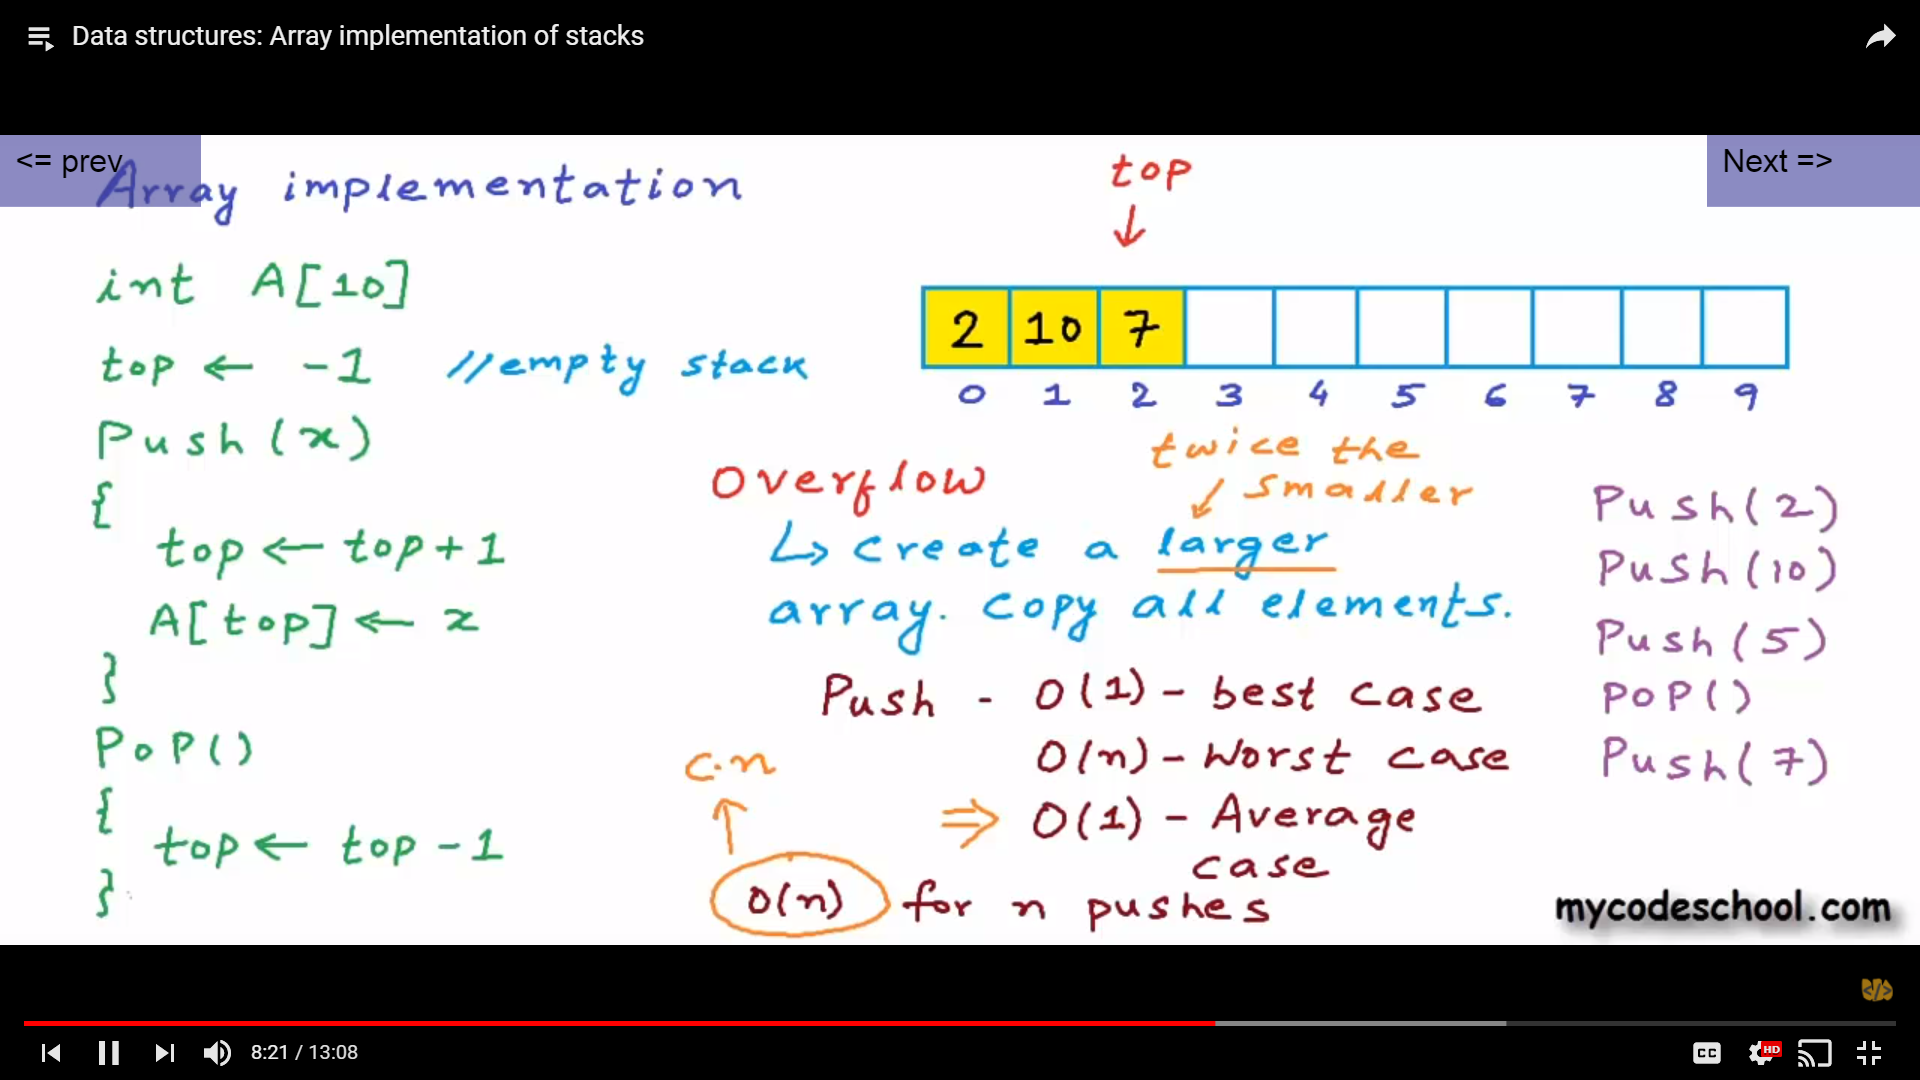 Data structures: Array implementation of stacks
<= prev
Next =>
Array implementation
int A[10]
top ← -1 //empty stack
Push(x)
{
top ← top+1
A[top] ← x
}
Pop()
{
top ← top -1
}
top
↓
2 10 7
0 1 2 3 4 5 6 7 8 9
twice the
smaller
Overflow
↳ create a larger
array. copy all elements.
Push - O(1) - best case
O(n) - Worst case
⇒ O(1) - Average
case
c.n
O(n) for n pushes
Push(2)
Push(10)
Push(5)
POP()
Push(7)
mycodeschool.com
8:21 / 13:08
CC
HD